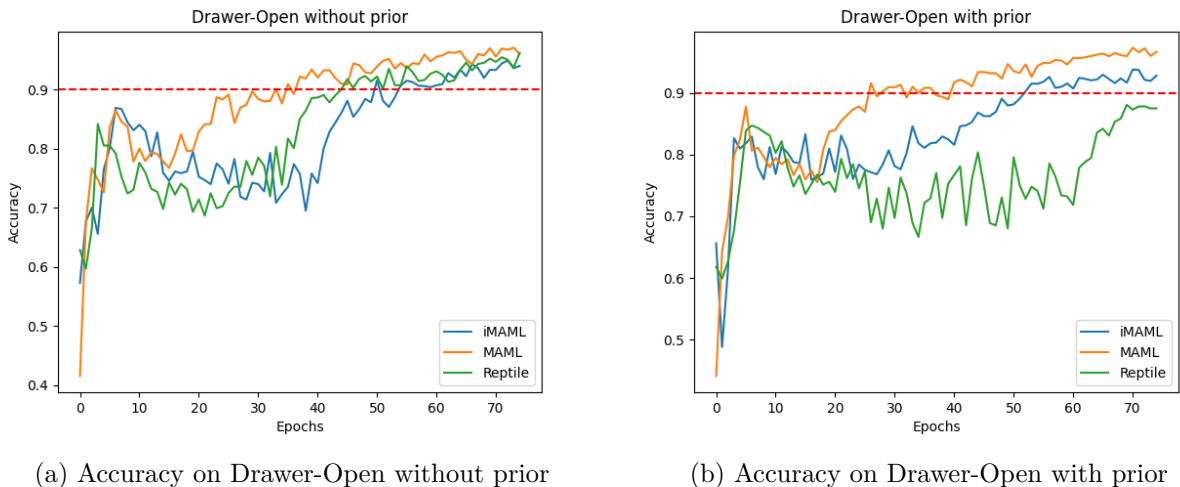 Drawer-Open without prior
0.9
0.8
0.7
0.6
0.5
0.4
Accuracy
0 10 20 30 40 50 60 70
Epochs
iMAML
MAML
Reptile
(a) Accuracy on Drawer-Open without prior
Drawer-Open with prior
0.9
0.8
0.7
0.6
0.5
Accuracy
0 10 20 30 40 50 60 70
Epochs
iMAML
MAML
Reptile
(b) Accuracy on Drawer-Open with prior